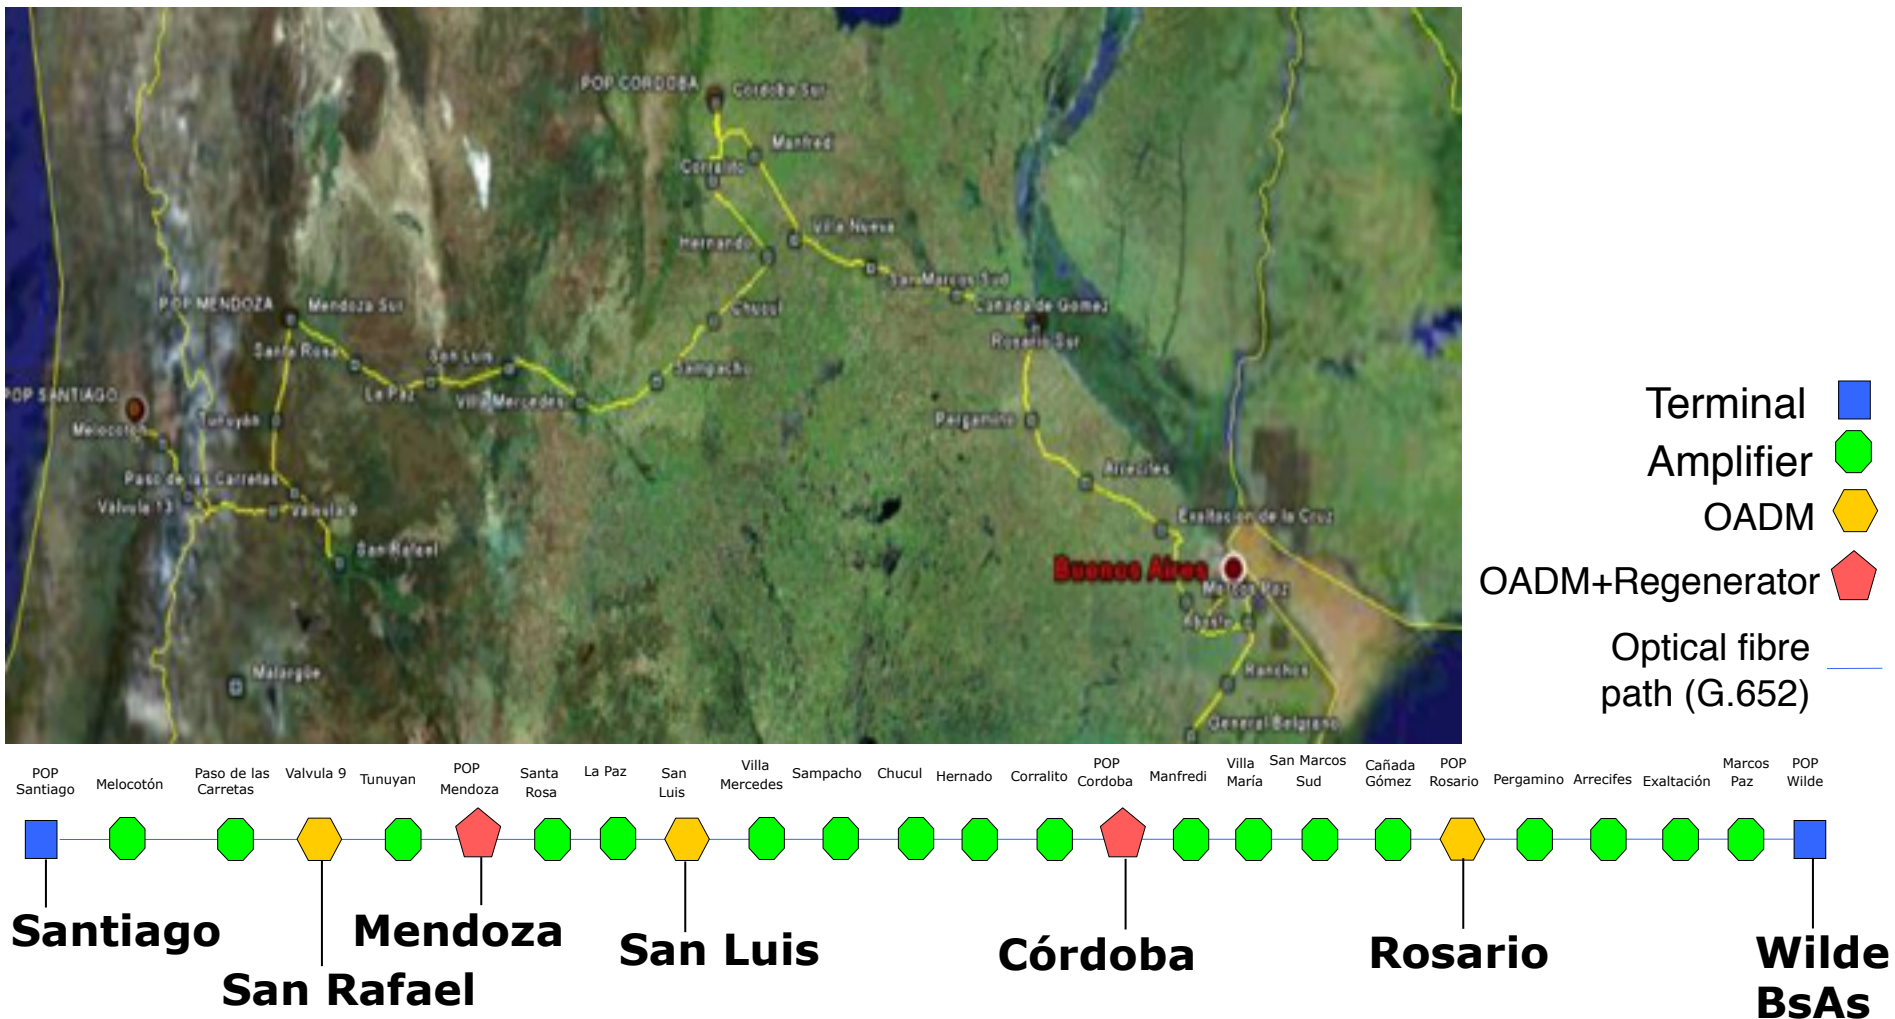 POP CORDOBA
Cordoba Sur
Manfredi
Corralito
Villa Nueva
Hernando
San Marcos Sud
POP MENDOZA
Mendoza Sur
Chucul
Cañada de Gomez
Santa Rosa
San Luis
Rosario Sur
POP SANTIAGO
La Paz
Villa Mercedes
Sampacho
Melocoton
Tunuyán
Pergamino
Paso de las Carretas
Arrecifes
Valvula 13
Valvula 9
Exaltacion de la Cruz
San Rafael
Buenos Aires
Marcos Paz
Abasto
Malargüe
Ranchos
General Belgrano
Terminal
Amplifier
OADM
OADM+Regenerator
Optical fibre
path (G.652)
POP
Santiago
Melocotón
Paso de las
Carretas
Valvula 9
Tunuyan
POP
Mendoza
Santa
Rosa
La Paz
San
Luis
Villa
Mercedes
Sampacho
Chucul
Hernado
Corralito
POP
Cordoba
Manfredi
Villa
María
San Marcos
Sud
Cañada
Gómez
POP
Rosario
Pergamino
Arrecifes
Exaltación
Marcos
Paz
POP
Wilde
Santiago
San Rafael
Mendoza
San Luis
Córdoba
Rosario
Wilde
BsAs